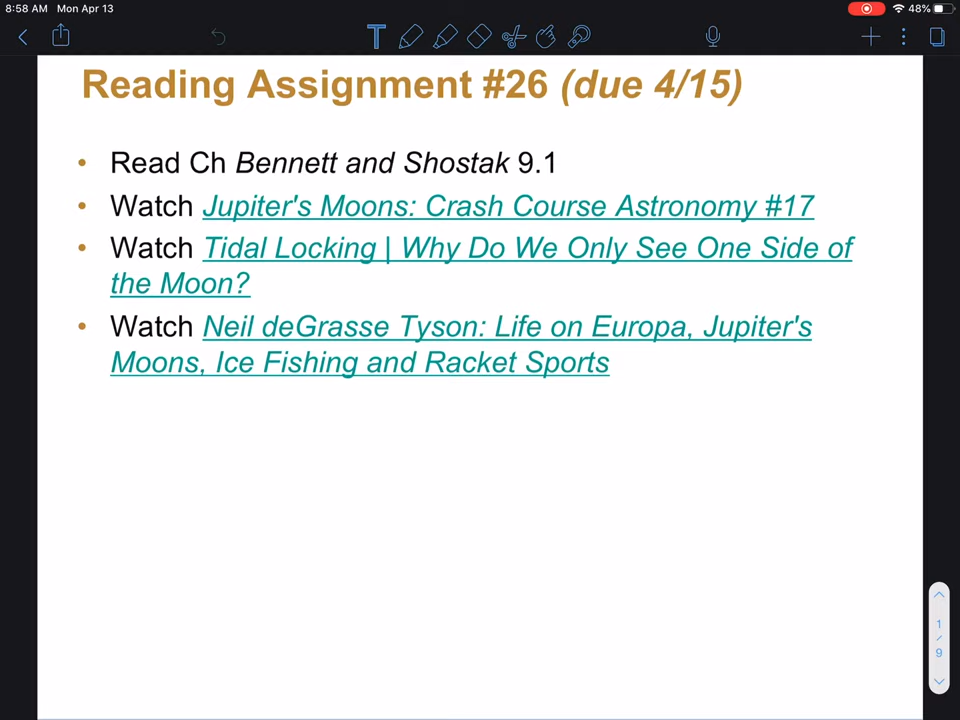 8:58 AM Mon Apr 13
48%
Reading Assignment #26 (due 4/15)
• Read Ch Bennett and Shostak 9.1
• Watch Jupiter's Moons: Crash Course Astronomy #17
• Watch Tidal Locking | Why Do We Only See One Side of
the Moon?
• Watch Neil deGrasse Tyson: Life on Europa, Jupiter's
Moons, Ice Fishing and Racket Sports
1
/
9